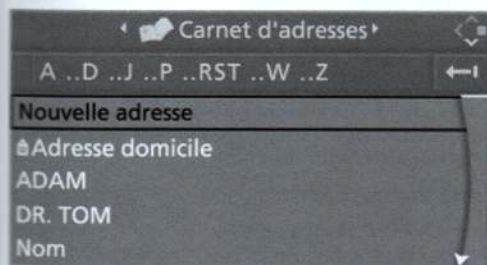 Carnet d'adresses
A ..D ..J ..P ..RST ..W ..Z
Nouvelle adresse
Adresse domicile
ADAM
DR. TOM
Nom